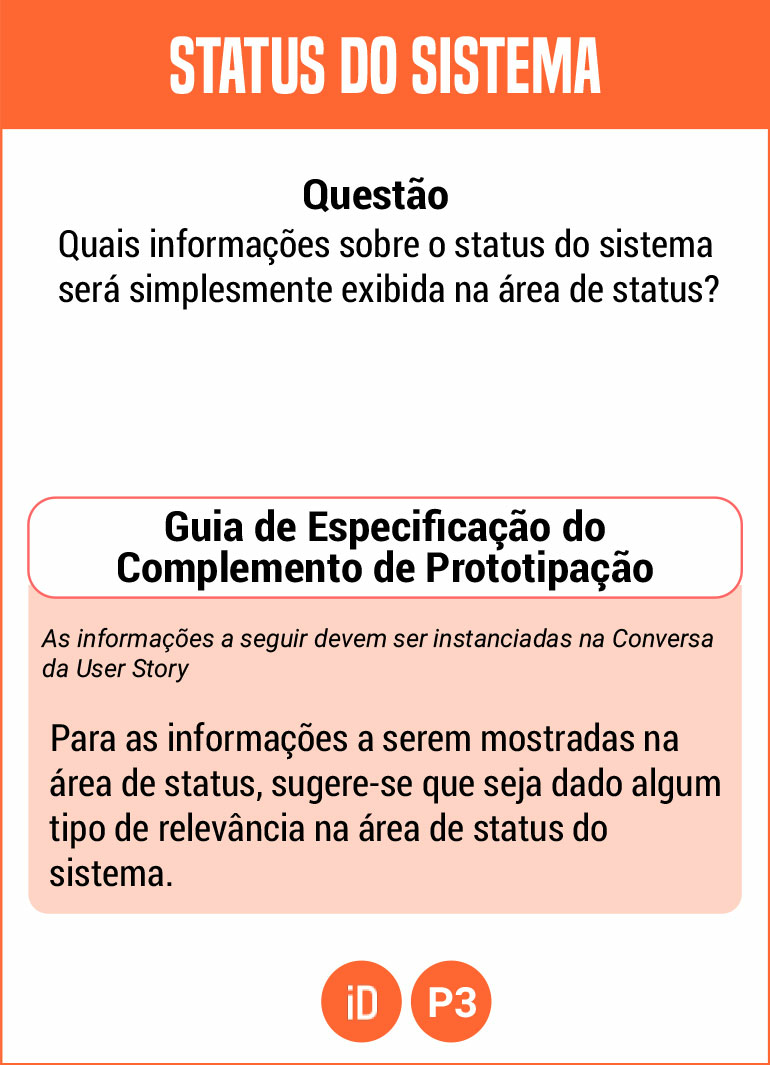 STATUS DO SISTEMA
Questão
Quais informações sobre o status do sistema
será simplesmente exibida na área de status?
Guia de Especificação do
Complemento de Prototipação
As informações a seguir devem ser instanciadas na Conversa
da User Story
Para as informações a serem mostradas na
área de status, sugere-se que seja dado algum
tipo de relevância na área de status do
sistema.
iD P3